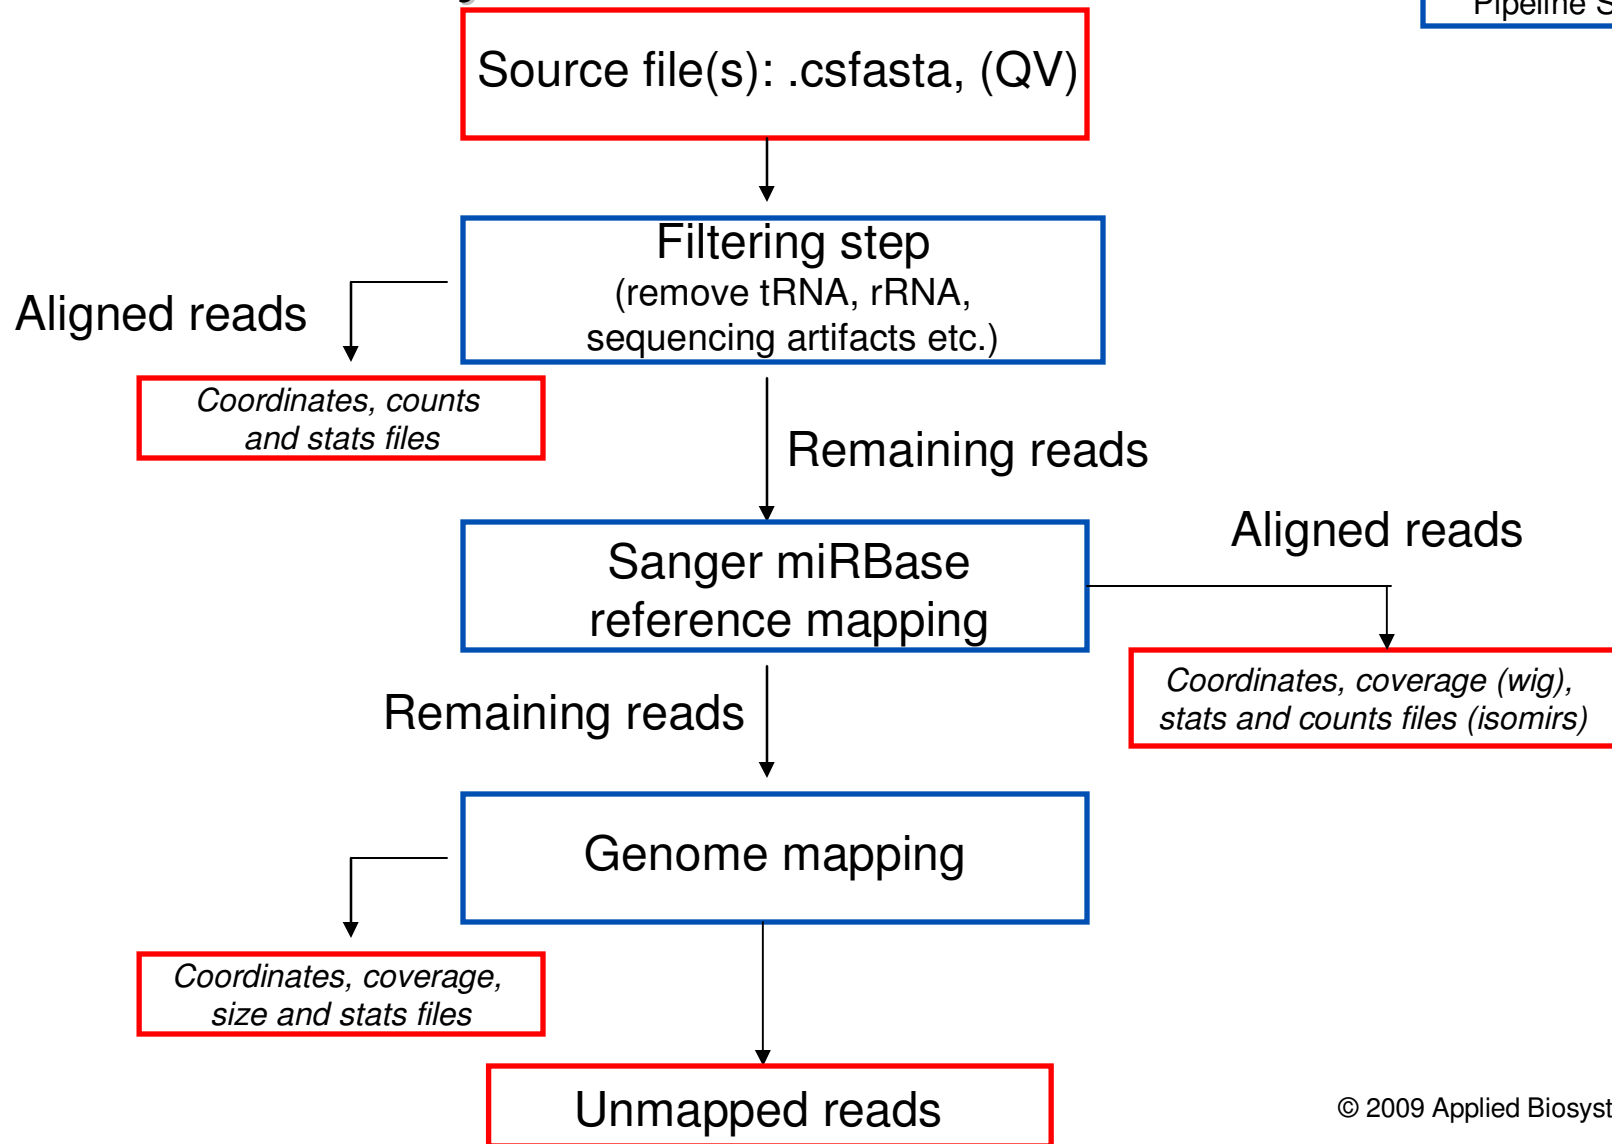 Pipeline S
Source file(s): .csfasta, (QV)
Filtering step
(remove tRNA, rRNA,
sequencing artifacts etc.)
Aligned reads
Coordinates, counts
and stats files
Remaining reads
Sanger miRBase
reference mapping
Aligned reads
Coordinates, coverage (wig),
stats and counts files (isomirs)
Remaining reads
Genome mapping
Coordinates, coverage,
size and stats files
Unmapped reads
© 2009 Applied Biosyst